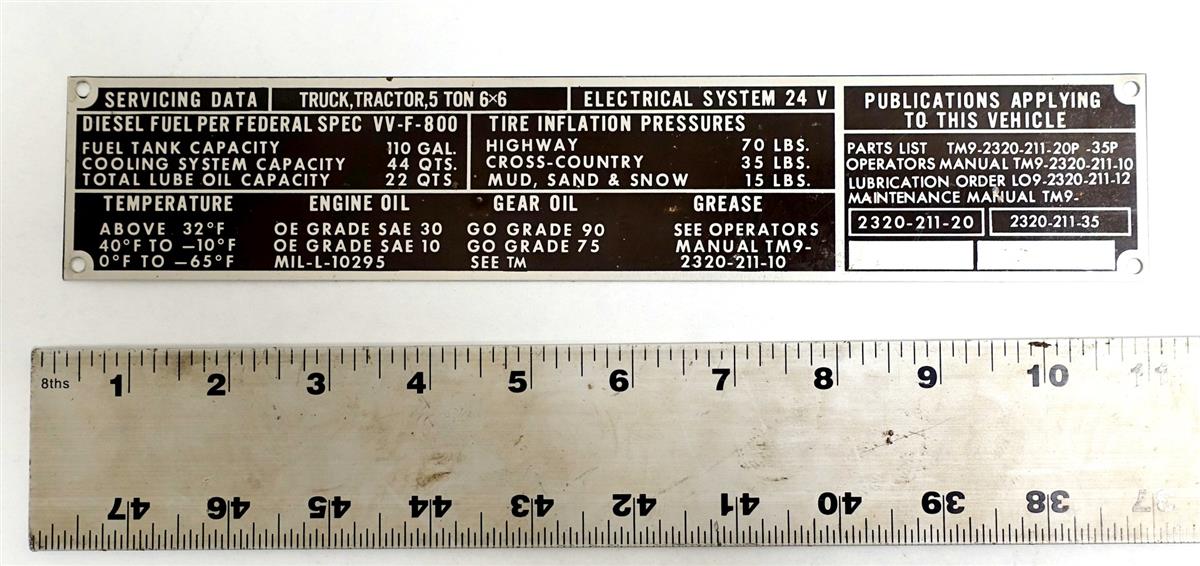 SERVICING DATA TRUCK,TRACTOR,5 TON 6×6 ELECTRICAL SYSTEM 24 V
DIESEL FUEL PER FEDERAL SPEC VV-F-800
FUEL TANK CAPACITY 110 GAL.
COOLING SYSTEM CAPACITY 44 QTS.
TOTAL LUBE OIL CAPACITY 22 QTS.
TIRE INFLATION PRESSURES
HIGHWAY 70 LBS.
CROSS-COUNTRY 35 LBS.
MUD, SAND & SNOW 15 LBS.
TEMPERATURE ENGINE OIL GEAR OIL GREASE
ABOVE 32°F OE GRADE SAE 30 GO GRADE 90 SEE OPERATORS
40°F TO —10°F OE GRADE SAE 10 GO GRADE 75 MANUAL TM9-
0°F TO —65°F MIL-L-10295 SEE TM 2320-211-10
PUBLICATIONS APPLYING
TO THIS VEHICLE
PARTS LIST TM9-2320-211-20P -35P
OPERATORS MANUAL TM9-2320-211-10
LUBRICATION ORDER LO9-2320-211-12
MAINTENANCE MANUAL TM9-
2320-211-20 2320-211-35
8ths 1 2 3 4 5 6 7 8 9 10 11
47 46 45 44 43 42 41 40 39 38 37